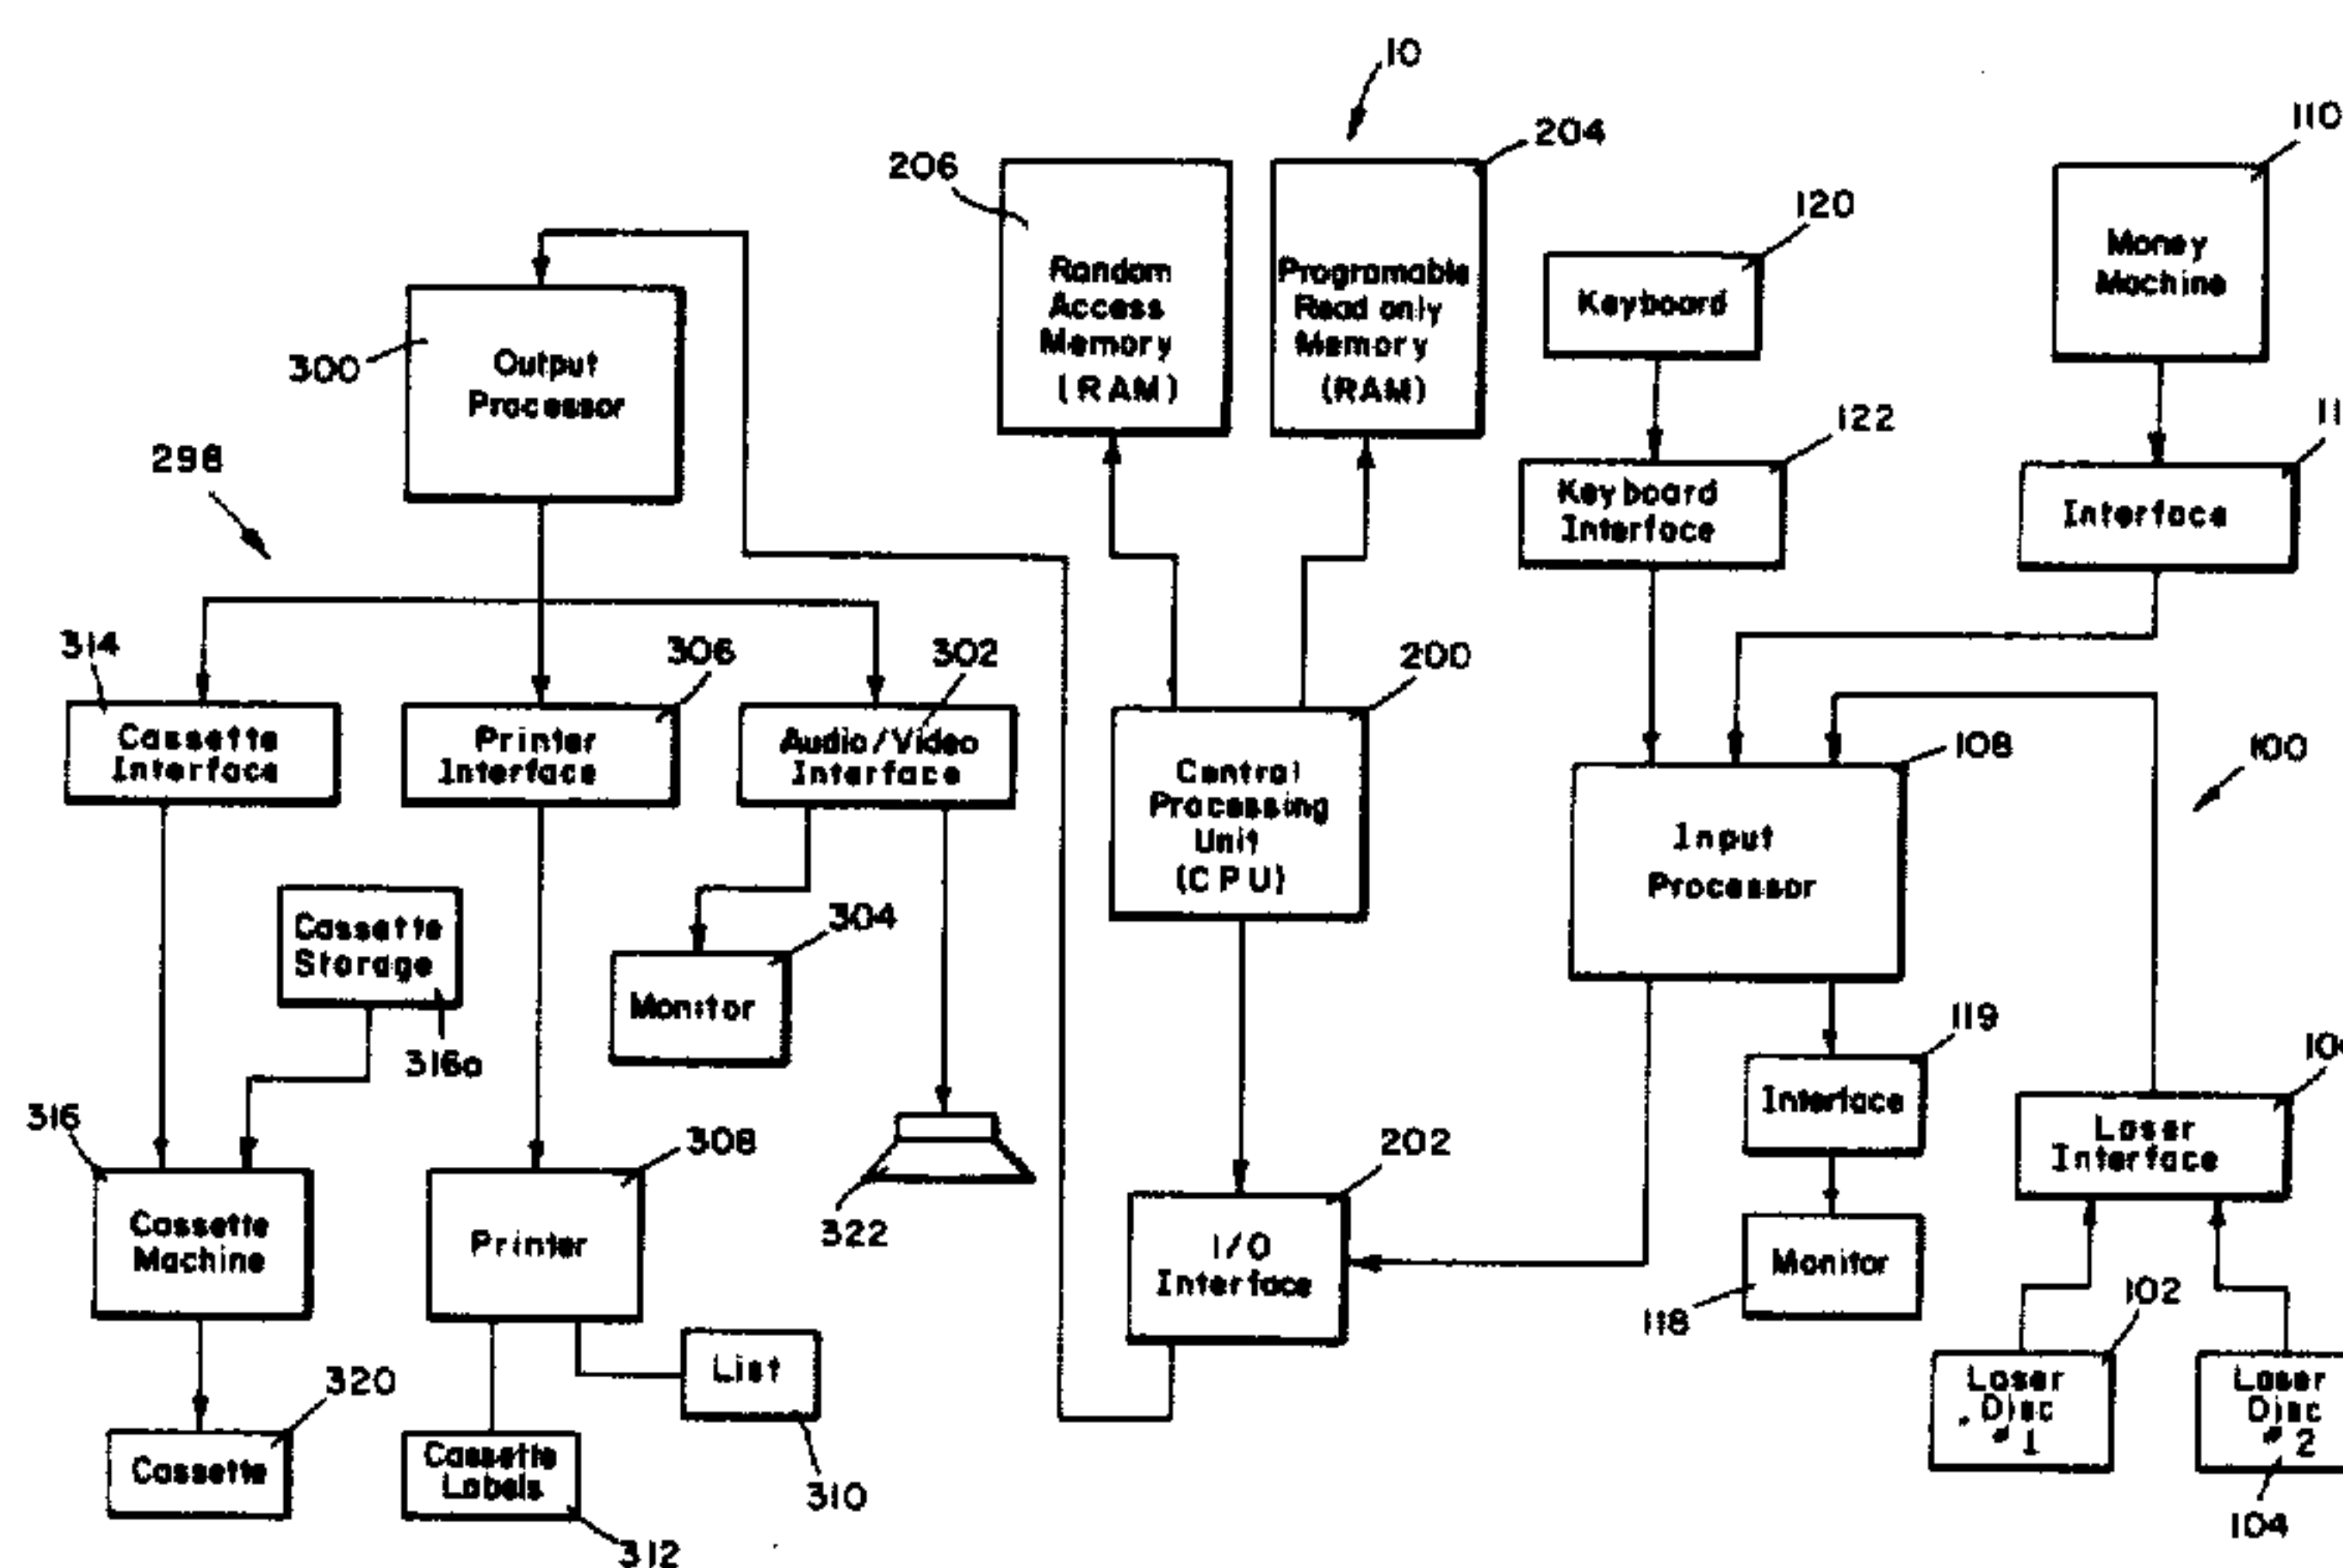 10
110
204
206
120
Random
Access
Memory
(RAM)
Programable
Read only
Memory
(RAM)
Keyboard
Money
Machine
300
Output
Processor
298
122
Keyboard
Interface
Interface
314
306
302
200
Cassette
Interface
Printer
Interface
Audio/Video
Interface
Central
Processing
Unit
(CPU)
108
100
Input
Processor
Cassette
Storage
316a
304
Monitor
119
Interface
Laser
Interface
316
308
322
202
Cassette
Machine
Printer
I/O
Interface
Monitor
118
102
320
List
310
Laser
Disc
#1
Laser
Disc
#2
104
Cassette
Cassette
Labels
312